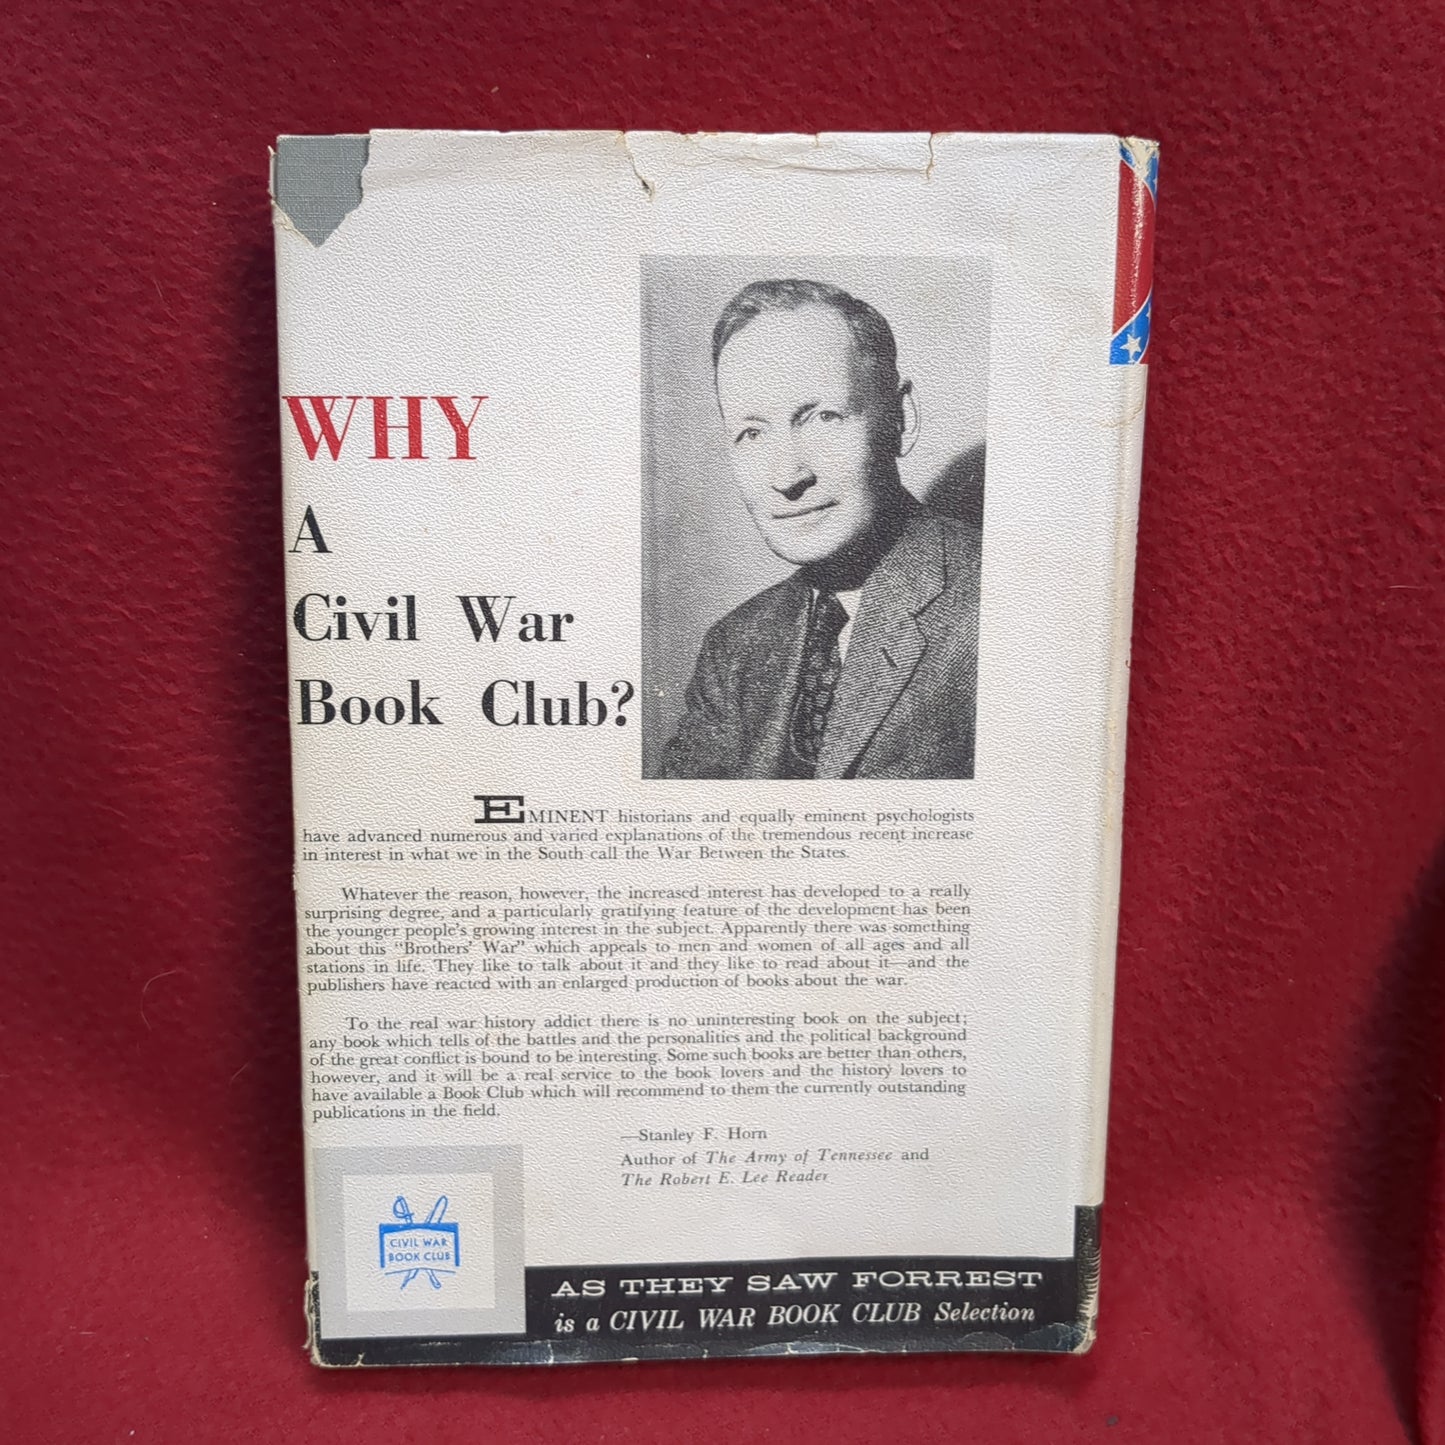 WHY
A
Civil War
Book Club?
EMINENT historians and equally eminent psychologists
have advanced numerous and varied explanations of the tremendous recent increase
in interest in what we in the South call the War Between the States.
Whatever the reason, however, the increased interest has developed to a really
surprising degree, and a particularly gratifying feature of the development has been
the younger people's growing interest in the subject. Apparently there was something
about this "Brothers' War" which appeals to men and women of all ages and all
stations in life. They like to talk about it and they like to read about it—and the
publishers have reacted with an enlarged production of books about the war.
To the real war history addict there is no uninteresting book on the subject;
any book which tells of the battles and the personalities and the political background
of the great conflict is bound to be interesting. Some such books are better than others,
however, and it will be a real service to the book lovers and the history lovers to
have available a Book Club which will recommend to them the currently outstanding
publications in the field.
—Stanley F. Horn
Author of The Army of Tennessee and
The Robert E. Lee Reader
CIVIL WAR
BOOK CLUB
AS THEY SAW FORREST
is a CIVIL WAR BOOK CLUB Selection